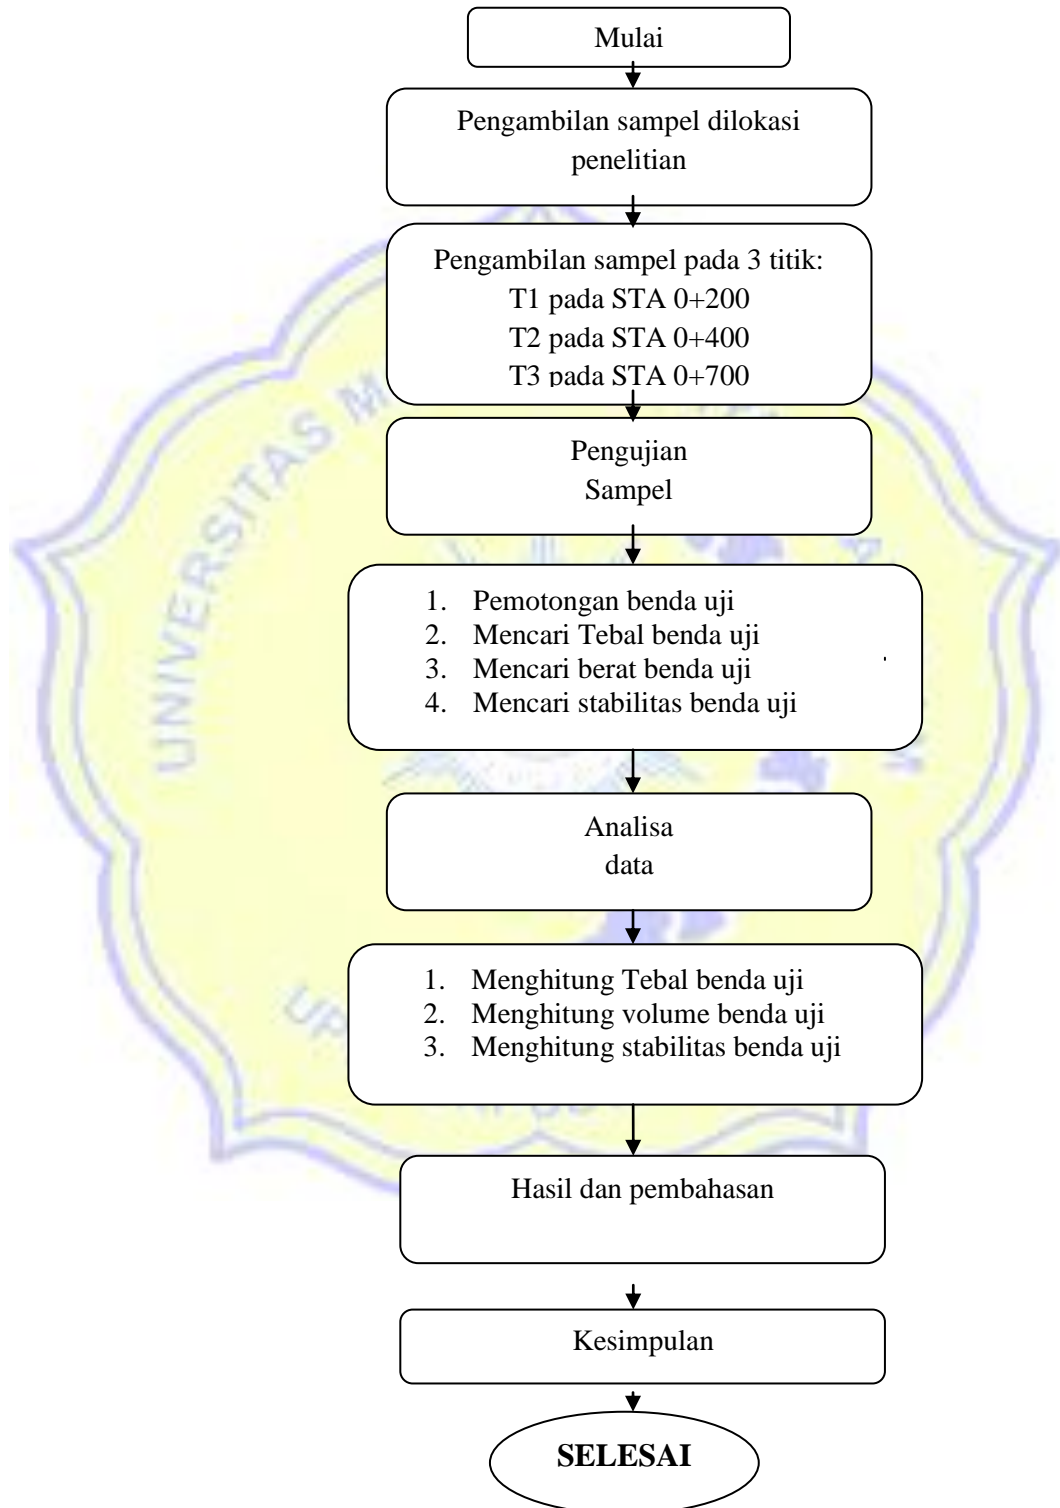 Mulai
Pengambilan sampel dilokasi
penelitian
Pengambilan sampel pada 3 titik:
T1 pada STA 0+200
T2 pada STA 0+400
T3 pada STA 0+700
Pengujian
Sampel
1. Pemotongan benda uji
2. Mencari Tebal benda uji
3. Mencari berat benda uji
4. Mencari stabilitas benda uji
Analisa
data
1. Menghitung Tebal benda uji
2. Menghitung volume benda uji
3. Menghitung stabilitas benda uji
Hasil dan pembahasan
Kesimpulan
SELESAI
UNIVERSITAS M